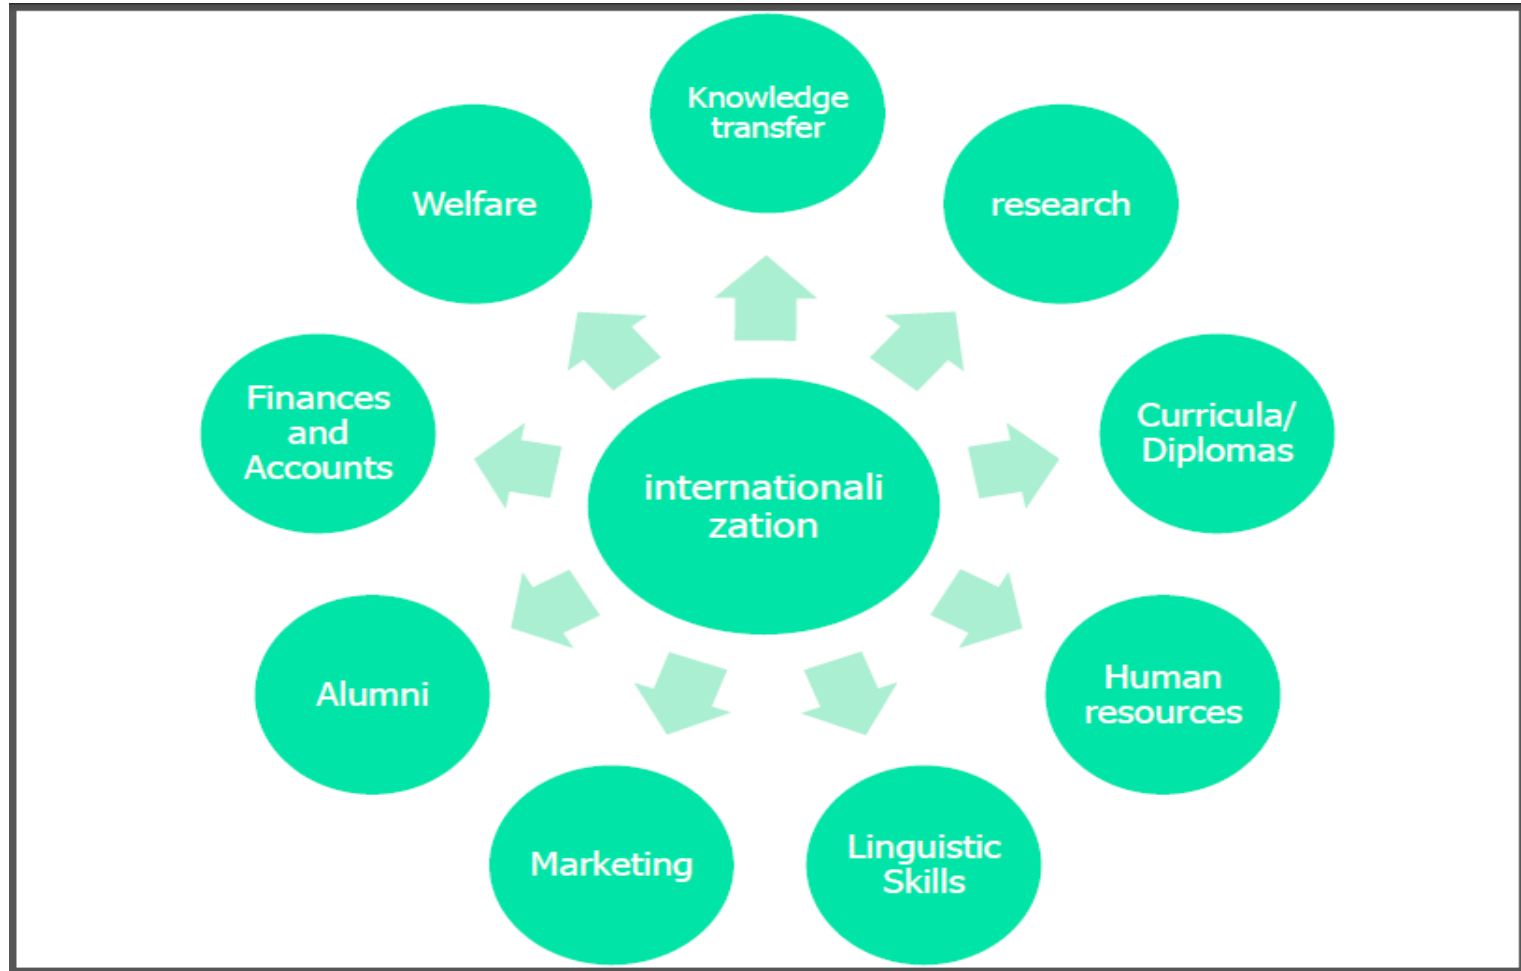 Knowledge
transfer
research
Curricula/
Diplomas
Human
resources
Linguistic
Skills
Marketing
Alumni
Finances
and
Accounts
Welfare
internationali
zation